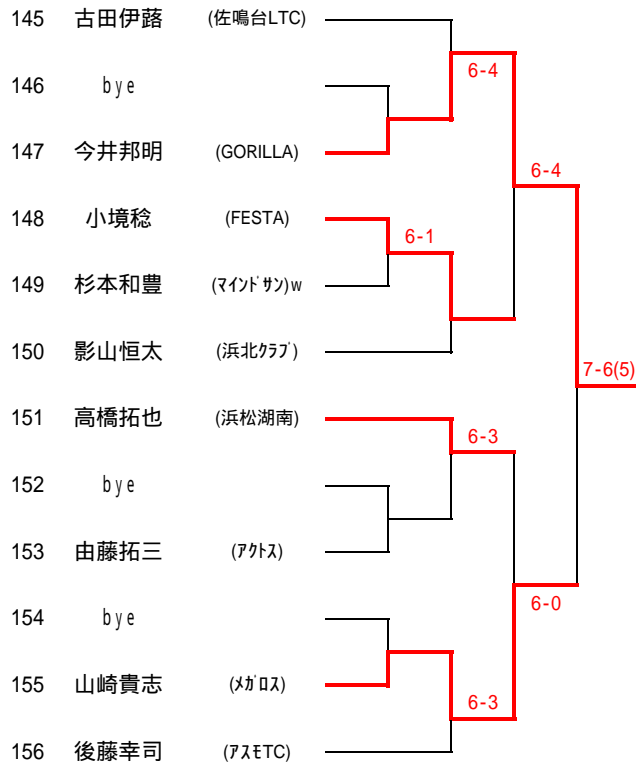 145 古田伊蕗 (佐鳴台LTC)
6-4
146 bye
147 今井邦明 (GORILLA)
6-4
148 小境稔 (FESTA)
6-1
149 杉本和豊 (マインドサン)w
150 影山恒太 (浜北クラブ)
7-6(5)
151 高橋拓也 (浜松湖南)
6-3
152 bye
153 由藤拓三 (アクトス)
6-0
154 bye
155 山崎貴志 (メガロス)
6-3
156 後藤幸司 (アスモTC)